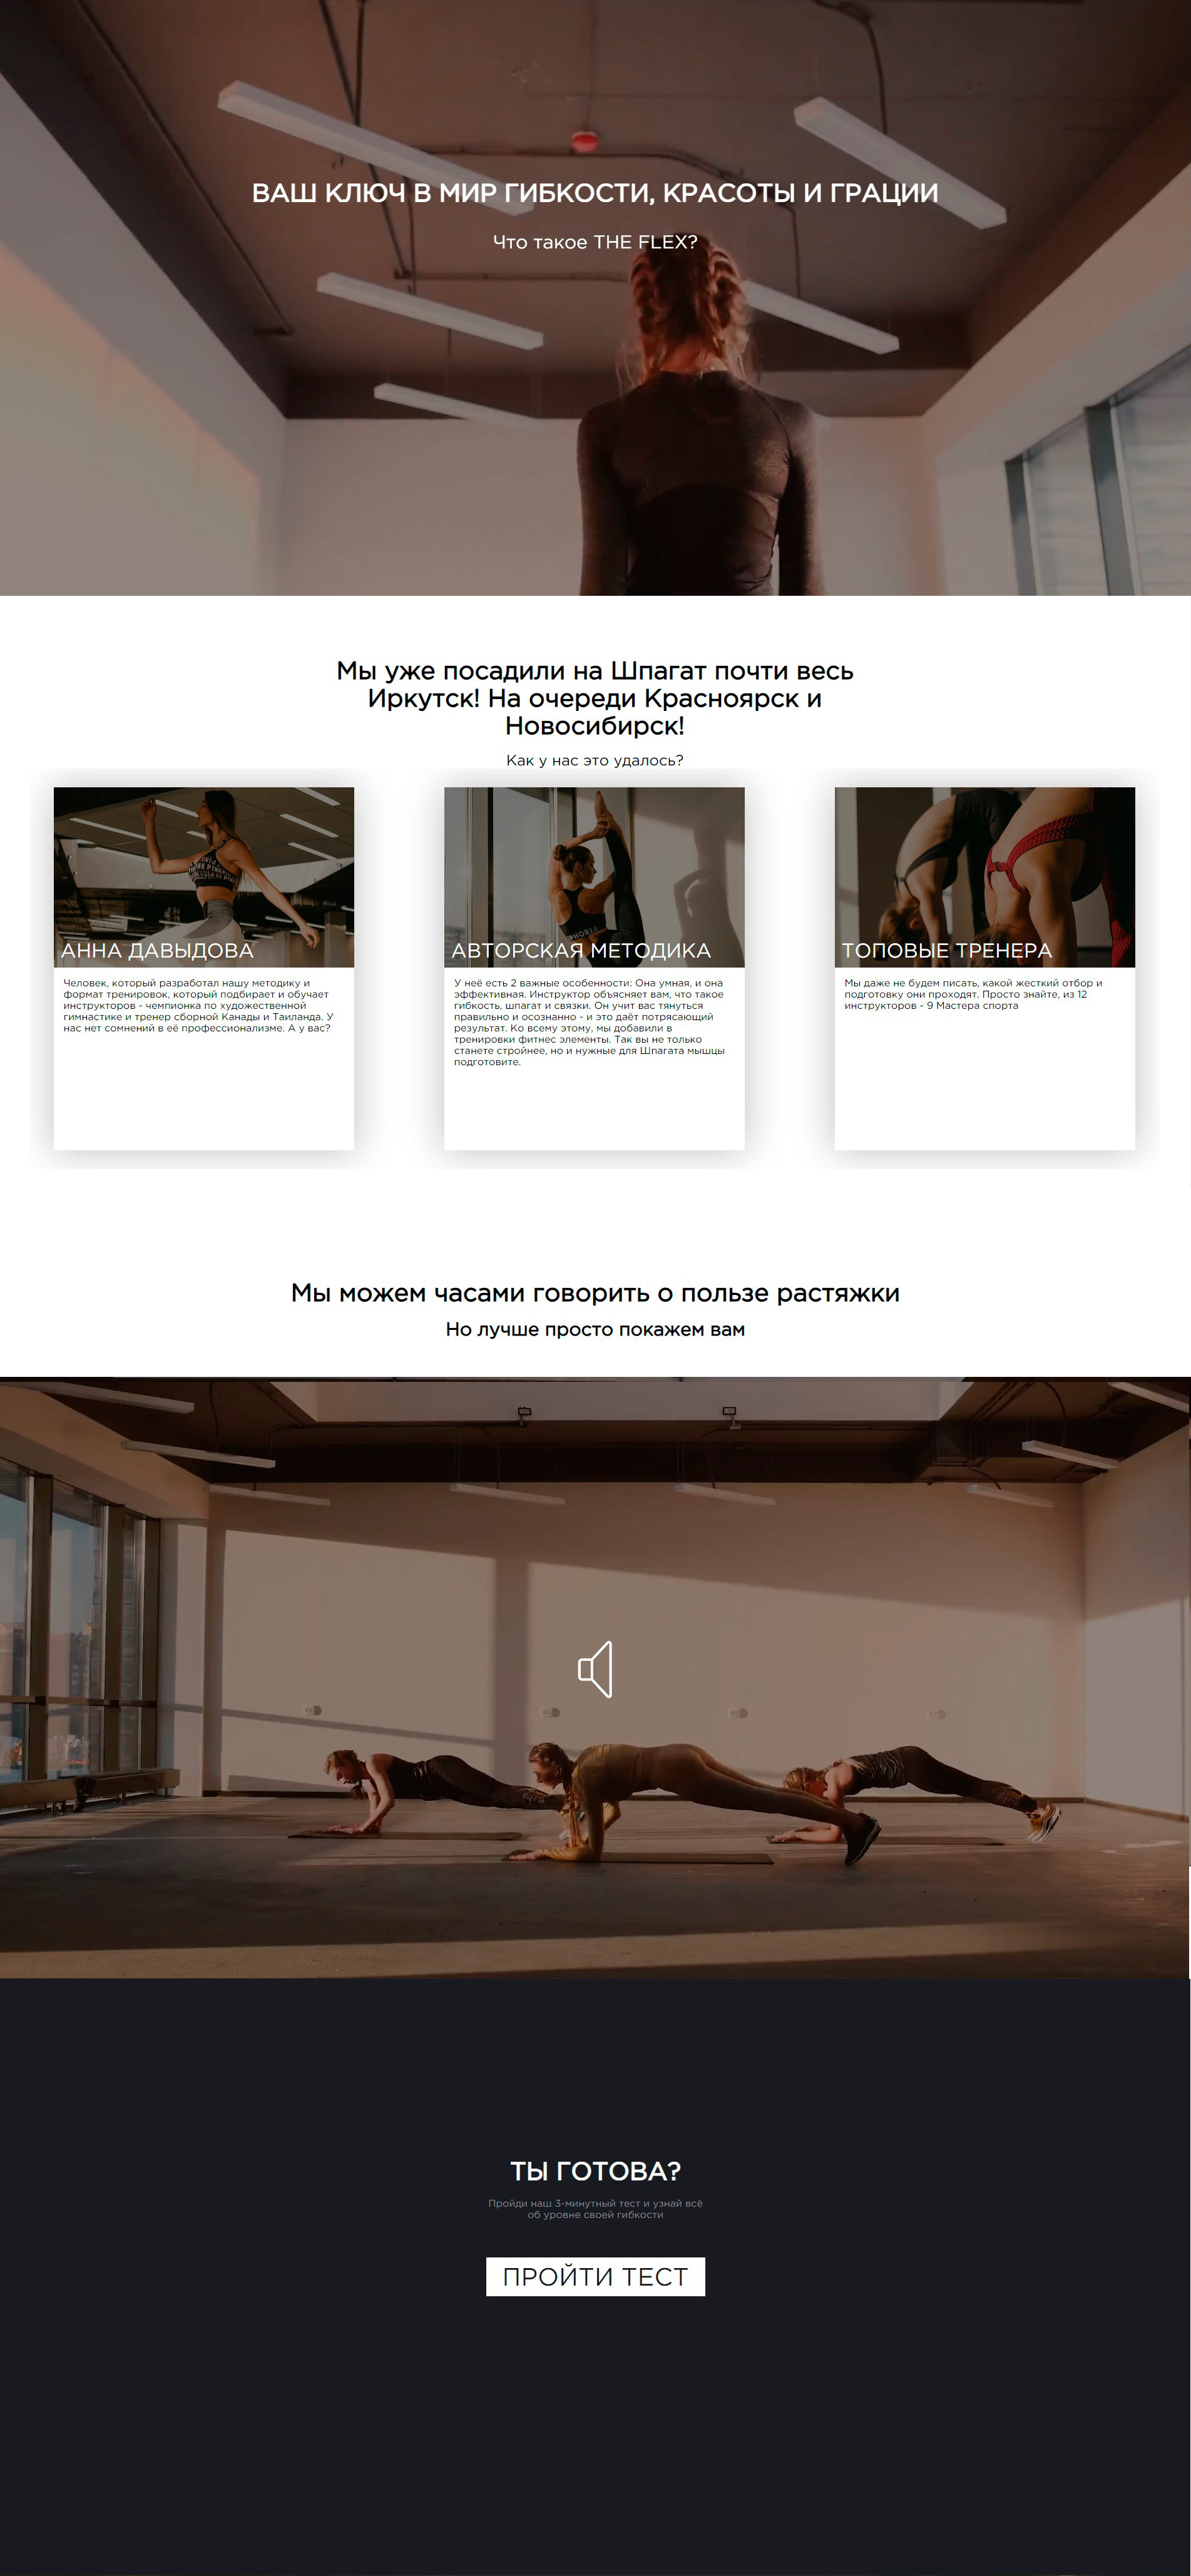 ВАШ КЛЮЧ В МИР ГИБКОСТИ, КРАСОТЫ И ГРАЦИИ
Что такое THE FLEX?
Мы уже посадили на Шпагат почти весь
Иркутск! На очереди Красноярск и
Новосибирск!
Как у нас это удалось?
АННА ДАВЫДОВА
Человек, который разработал нашу методику и
формат тренировок, который подбирает и обучает
инструкторов - чемпионка по художественной
гимнастике и тренер сборной Канады и Таиланда. У
нас нет сомнений в её профессионализме. А у вас?
АВТОРСКАЯ МЕТОДИКА
У неё есть 2 важные особенности: Она умная, и она
эффективная. Инструктор объясняет вам, что такое
гибкость, шпагат и связки. Он учит вас тянуться
правильно и осознанно - и это даёт потрясающий
результат. Ко всему этому, мы добавили в
тренировки фитнес элементы. Так вы не только
станете стройнее, но и нужные для Шпагата мышцы
подготовите.
ТОПОВЫЕ ТРЕНЕРА
Мы даже не будем писать, какой жесткий отбор и
подготовку они проходят. Просто знайте, из 12
инструкторов - 9 Мастера спорта
Мы можем часами говорить о пользе растяжки
Но лучше просто покажем вам
ТЫ ГОТОВА?
Пройди наш 3-минутный тест и узнай всё
об уровне своей гибкости
ПРОЙТИ ТЕСТ